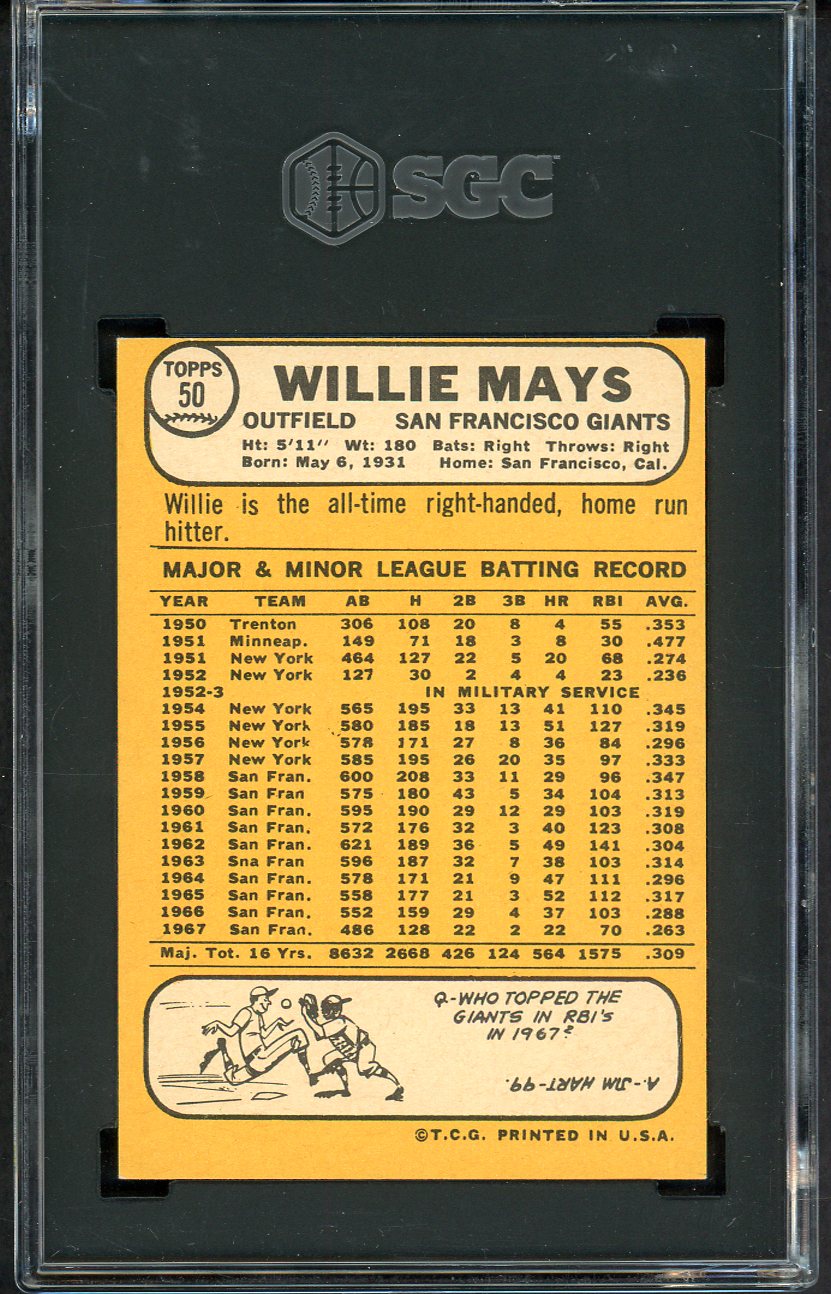 SGC
TOPPS
50
WILLIE MAYS
OUTFIELD SAN FRANCISCO GIANTS
Ht: 5'11" Wt: 180 Bats: Right Throws: Right
Born: May 6, 1931 Home: San Francisco, Cal.
Willie is the all-time right-handed, home run
hitter.
MAJOR & MINOR LEAGUE BATTING RECORD
YEAR TEAM AB H 2B 3B HR RBI AVG.
1950 Trenton 306 108 20 8 4 55 .353
1951 Minneap. 149 71 18 3 8 30 .477
1951 New York 464 127 22 5 20 68 .274
1952 New York 127 30 2 4 4 23 .236
1952-3 IN MILITARY SERVICE
1954 New York 565 195 33 13 41 110 .345
1955 New York 580 185 18 13 51 127 .319
1956 New York 578 171 27 8 36 84 .296
1957 New York 585 195 26 20 35 97 .333
1958 San Fran. 600 208 33 11 29 96 .347
1959 San Fran 575 180 43 5 34 104 .313
1960 San Fran. 595 190 29 12 29 103 .319
1961 San Fran. 572 176 32 3 40 123 .308
1962 San Fran. 621 189 36 5 49 141 .304
1963 Sna Fran 596 187 32 7 38 103 .314
1964 San Fran. 578 171 21 9 47 111 .296
1965 San Fran. 558 177 21 3 52 112 .317
1966 San Fran. 552 159 29 4 37 103 .288
1967 San Fran. 486 128 22 2 22 70 .263
Maj. Tot. 16 Yrs. 8632 2668 426 124 564 1575 .309
Q-WHO TOPPED THE
GIANTS IN RBI'S
IN 1967?
A-JIM HART-99.
©T.C.G. PRINTED IN U.S.A.